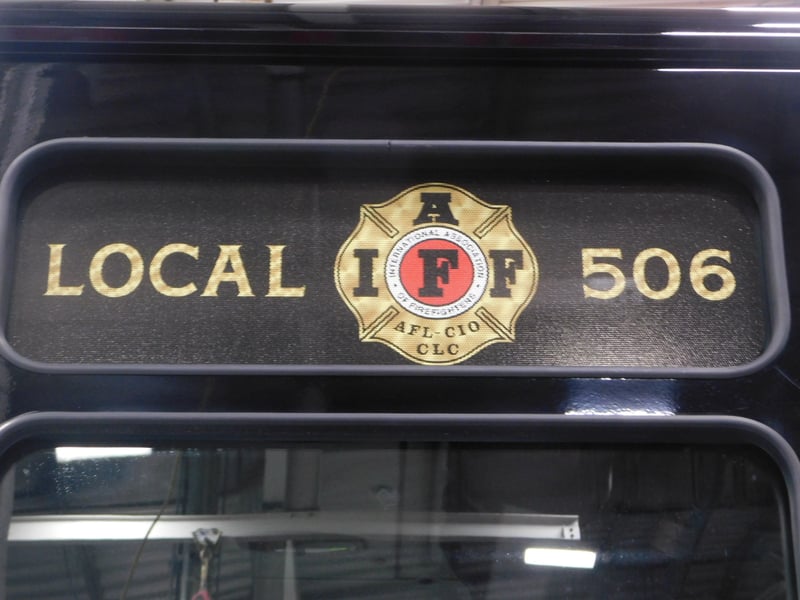 LOCAL
A
I F F
INTERNATIONAL ASSOCIATION
OF FIREFIGHTERS
AFL-CIO
CLC
506